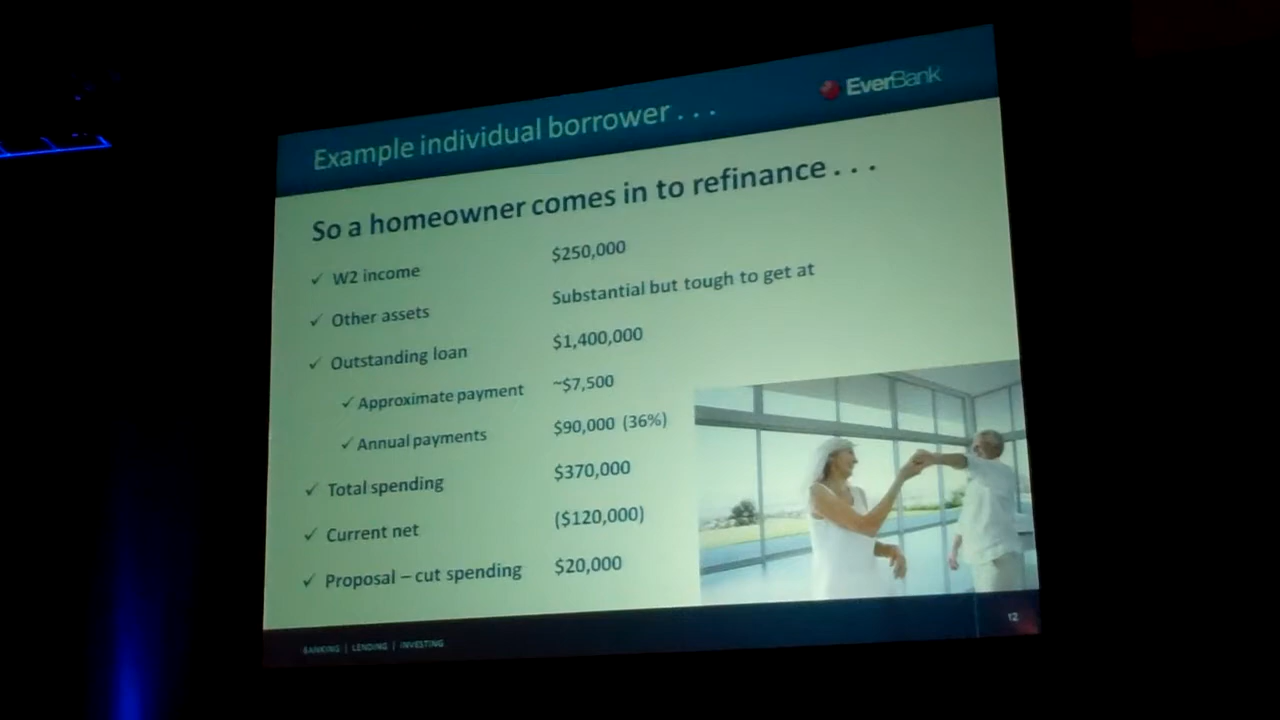 EverBank
Example individual borrower . . .
So a homeowner comes in to refinance . . .
✓ W2 income $250,000
✓ Other assets Substantial but tough to get at
✓ Outstanding loan $1,400,000
✓ Approximate payment ~$7,500
✓ Annual payments $90,000 (36%)
✓ Total spending $370,000
✓ Current net ($120,000)
✓ Proposal – cut spending $20,000
BANKING | LENDING | INVESTING
12